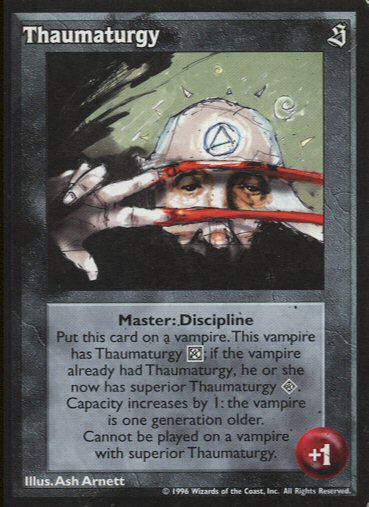 Thaumaturgy
Master: Discipline
Put this card on a vampire. This vampire
has Thaumaturgy ; if the vampire
already had Thaumaturgy, he or she
now has superior Thaumaturgy .
Capacity increases by 1: the vampire
is one generation older.
Cannot be played on a vampire
with superior Thaumaturgy.
+1
Illus. Ash Arnett
© 1996 Wizards of the Coast, Inc. All Rights Reserved.